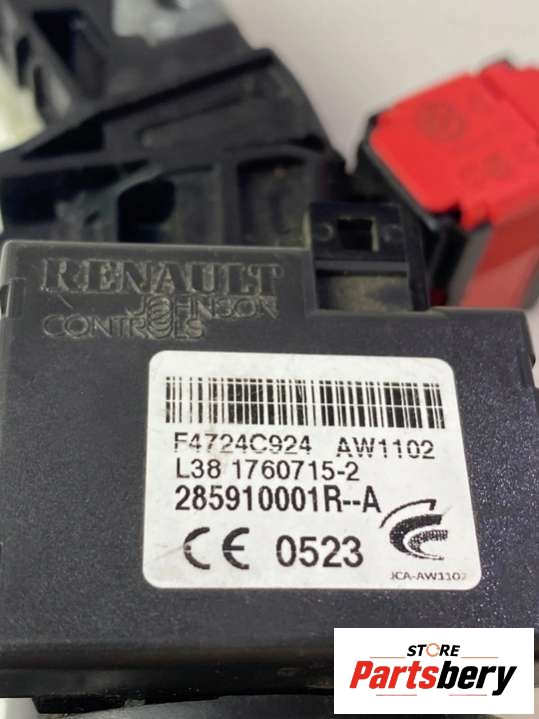 RENAULT
JOHNSON
CONTROLS
F4724C924 AW1102
L38 1760715-2
285910001R--A
CE 0523
JCA-AW1102
STORE
Partsbery